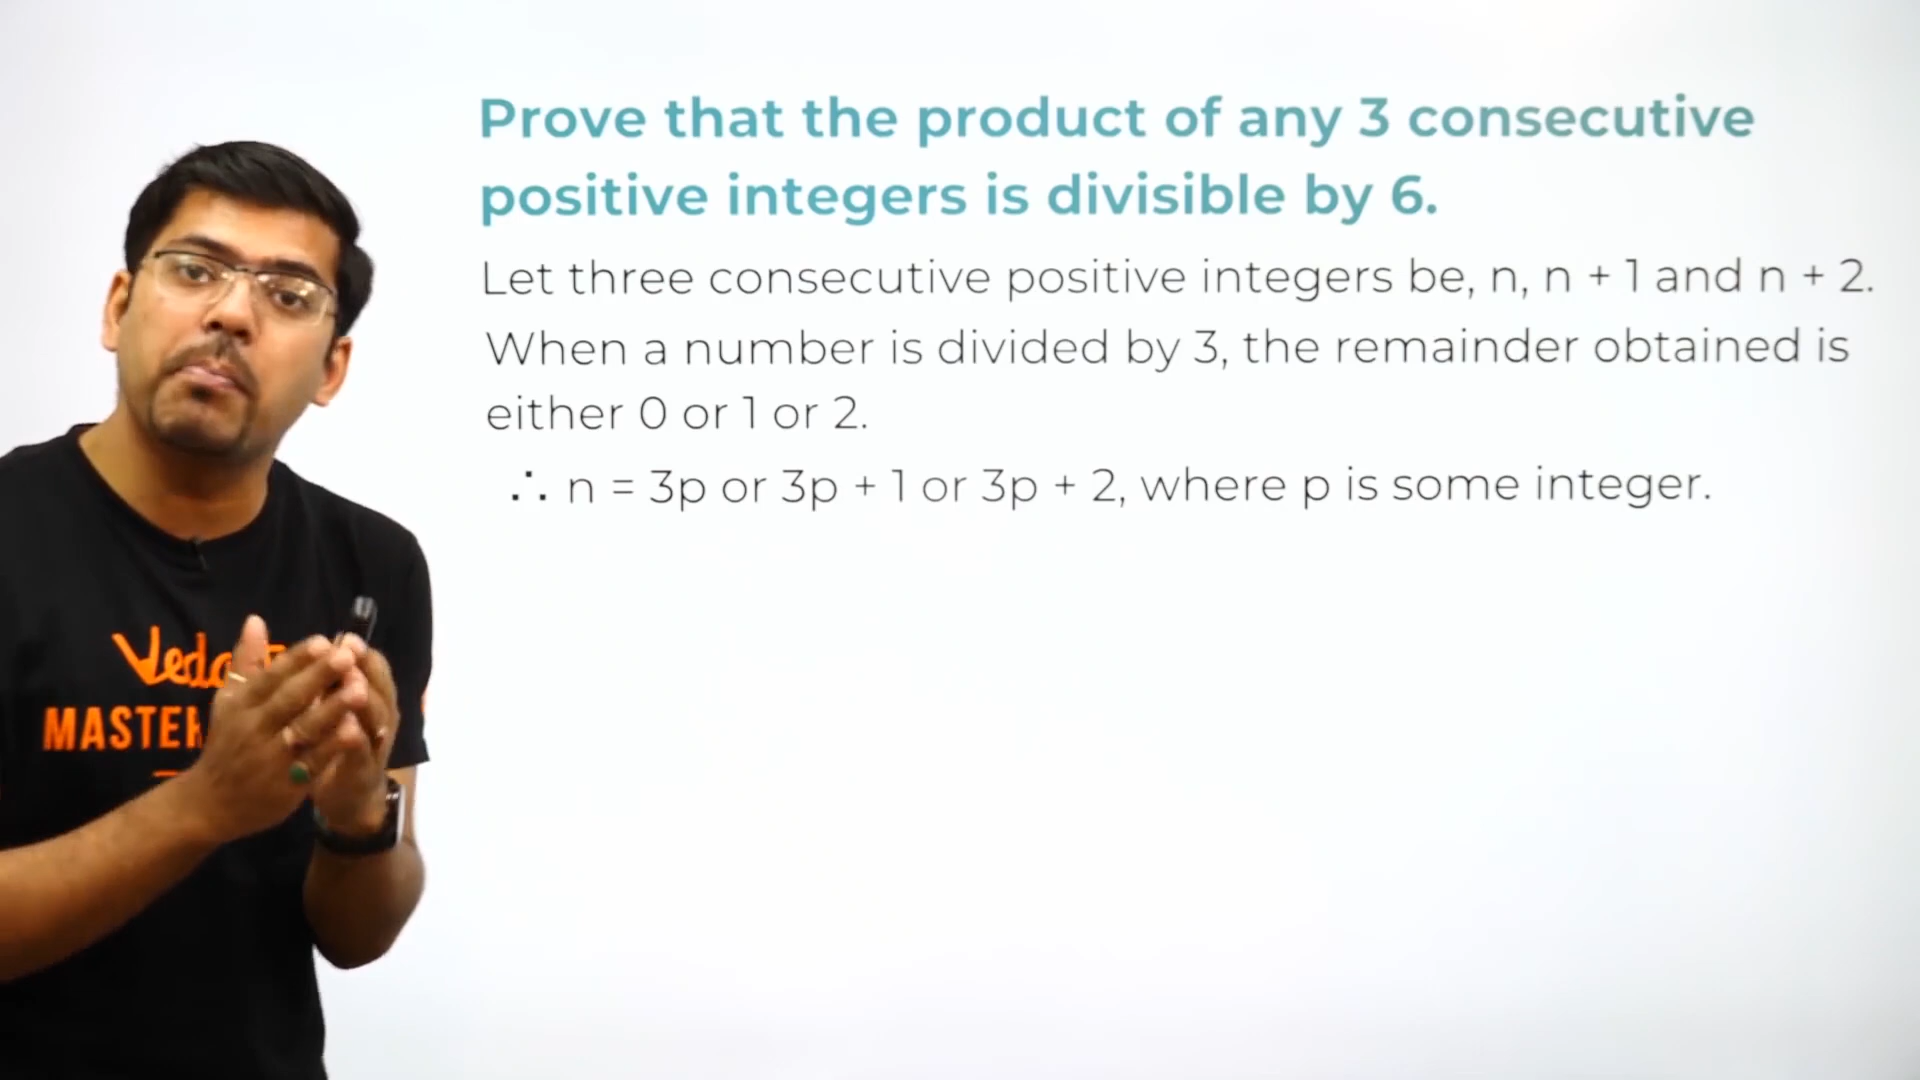 Prove that the product of any 3 consecutive
positive integers is divisible by 6.
Let three consecutive positive integers be, n, n + 1 and n + 2.
When a number is divided by 3, the remainder obtained is
either 0 or 1 or 2.
∴ n = 3p or 3p + 1 or 3p + 2, where p is some integer.